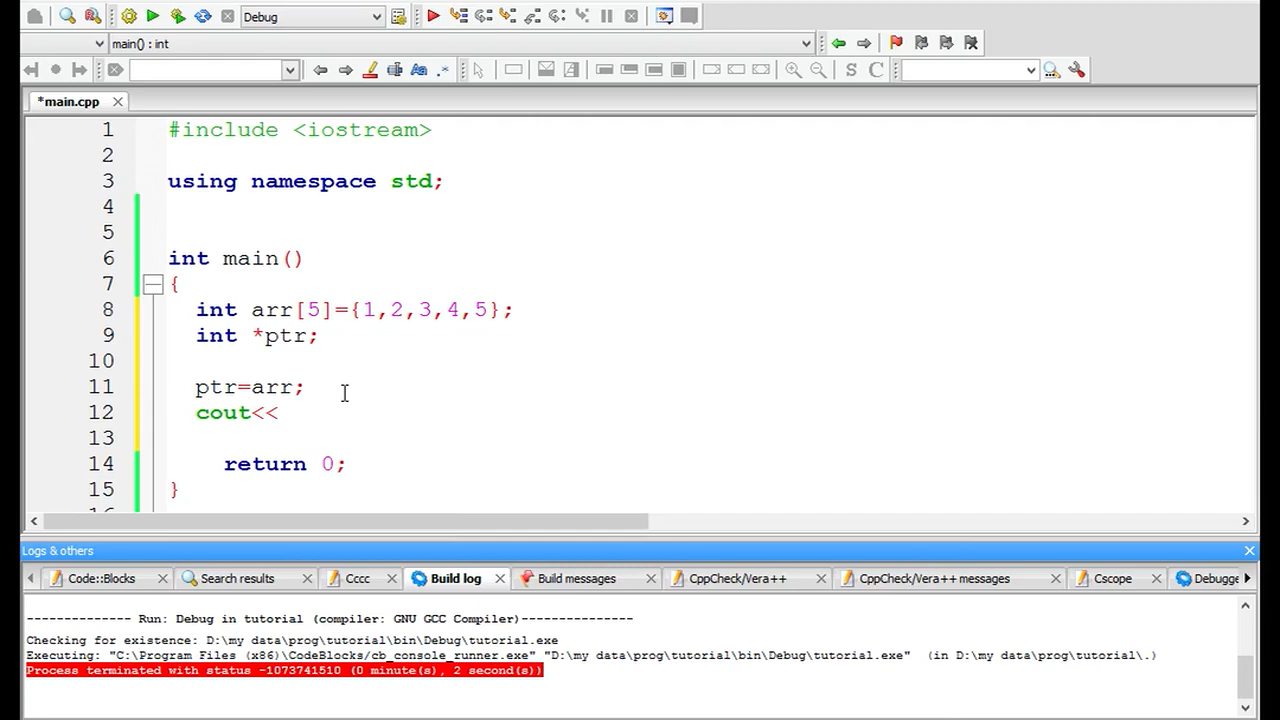 Debug
main() : int
S C
*main.cpp
1 #include <iostream>
2
3 using namespace std;
4
5
6 int main()
7 {
8 int arr[5]={1,2,3,4,5};
9 int *ptr;
10
11 ptr=arr;
12 cout<<
13
14 return 0;
15 }
Logs & others
Code::Blocks Search results Cccc Build log Build messages CppCheck/Vera++ CppCheck/Vera++ messages Cscope Debugge
-------------- Run: Debug in tutorial (compiler: GNU GCC Compiler)---------------
Checking for existence: D:\my data\prog\tutorial\bin\Debug\tutorial.exe
Executing: "C:\Program Files (x86)\CodeBlocks/cb_console_runner.exe" "D:\my data\prog\tutorial\bin\Debug\tutorial.exe" (in D:\my data\prog\tutorial\.)
Process terminated with status -1073741510 (0 minute(s), 2 second(s))